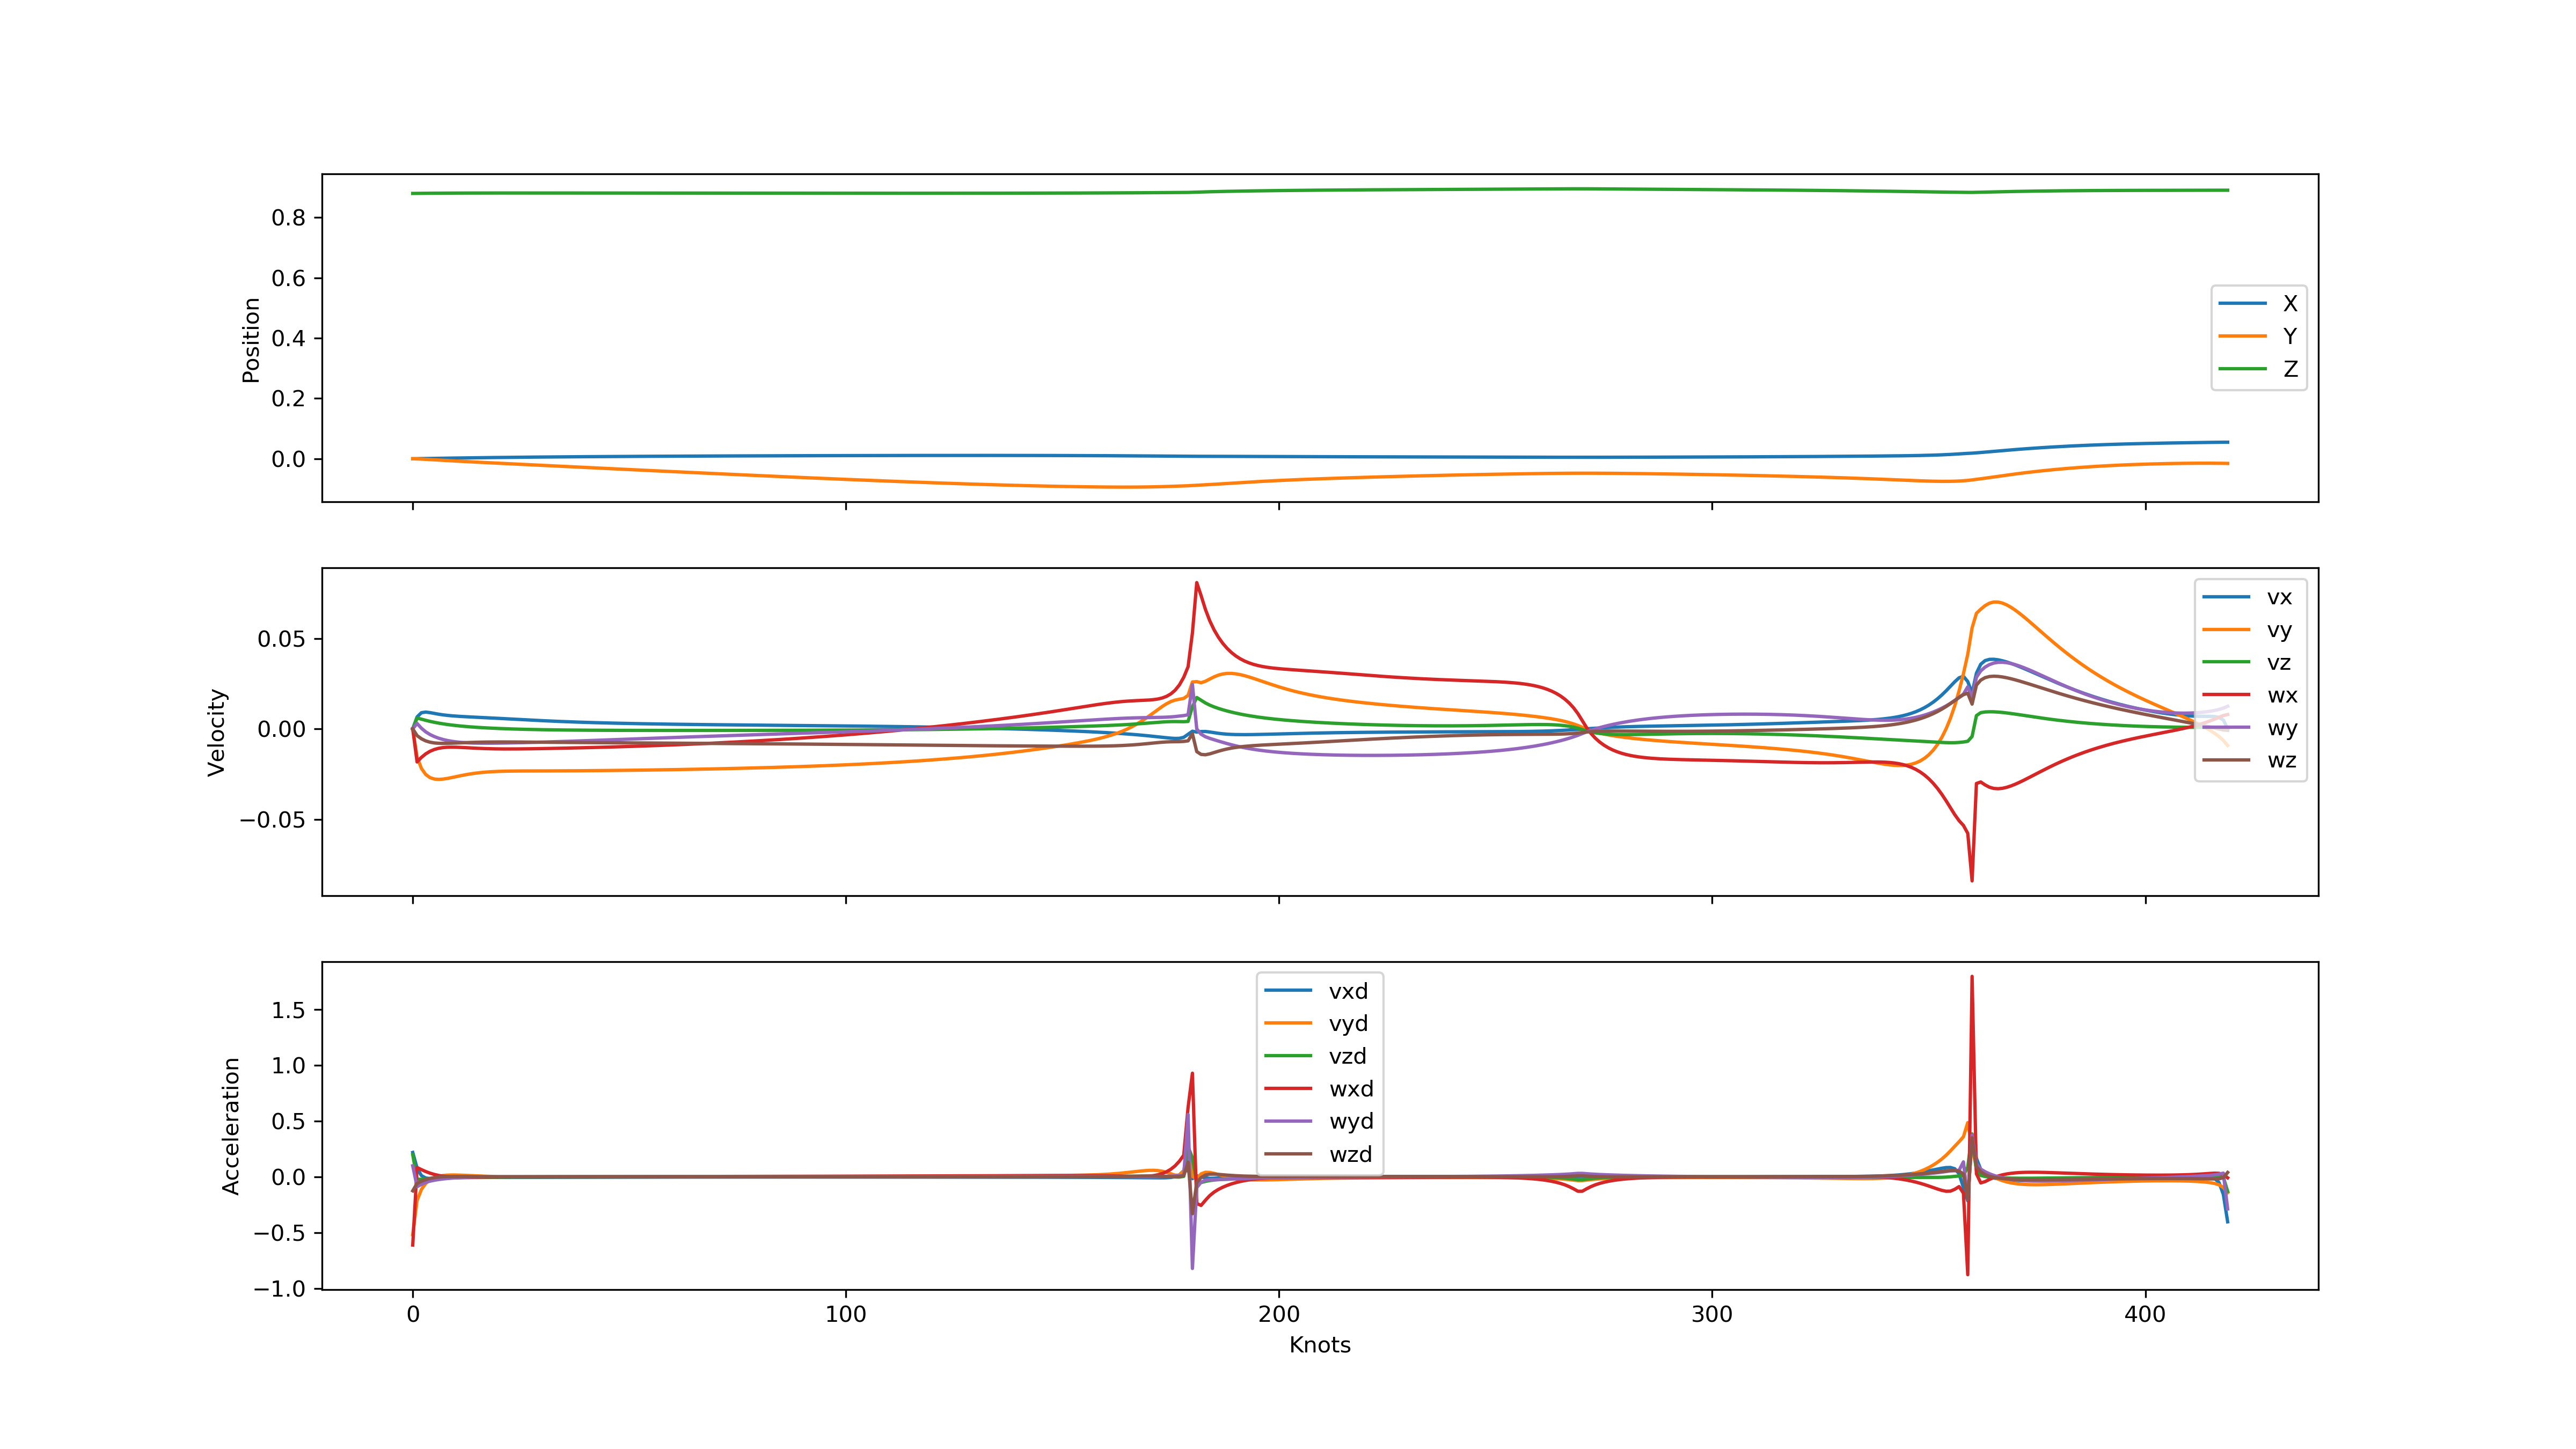 0.8
0.6
0.4
0.2
0.0
Position
X
Y
Z
0.05
0.00
−0.05
Velocity
vx
vy
vz
wx
wy
wz
1.5
1.0
0.5
0.0
−0.5
−1.0
Acceleration
vxd
vyd
vzd
wxd
wyd
wzd
0 100 200 300 400
Knots